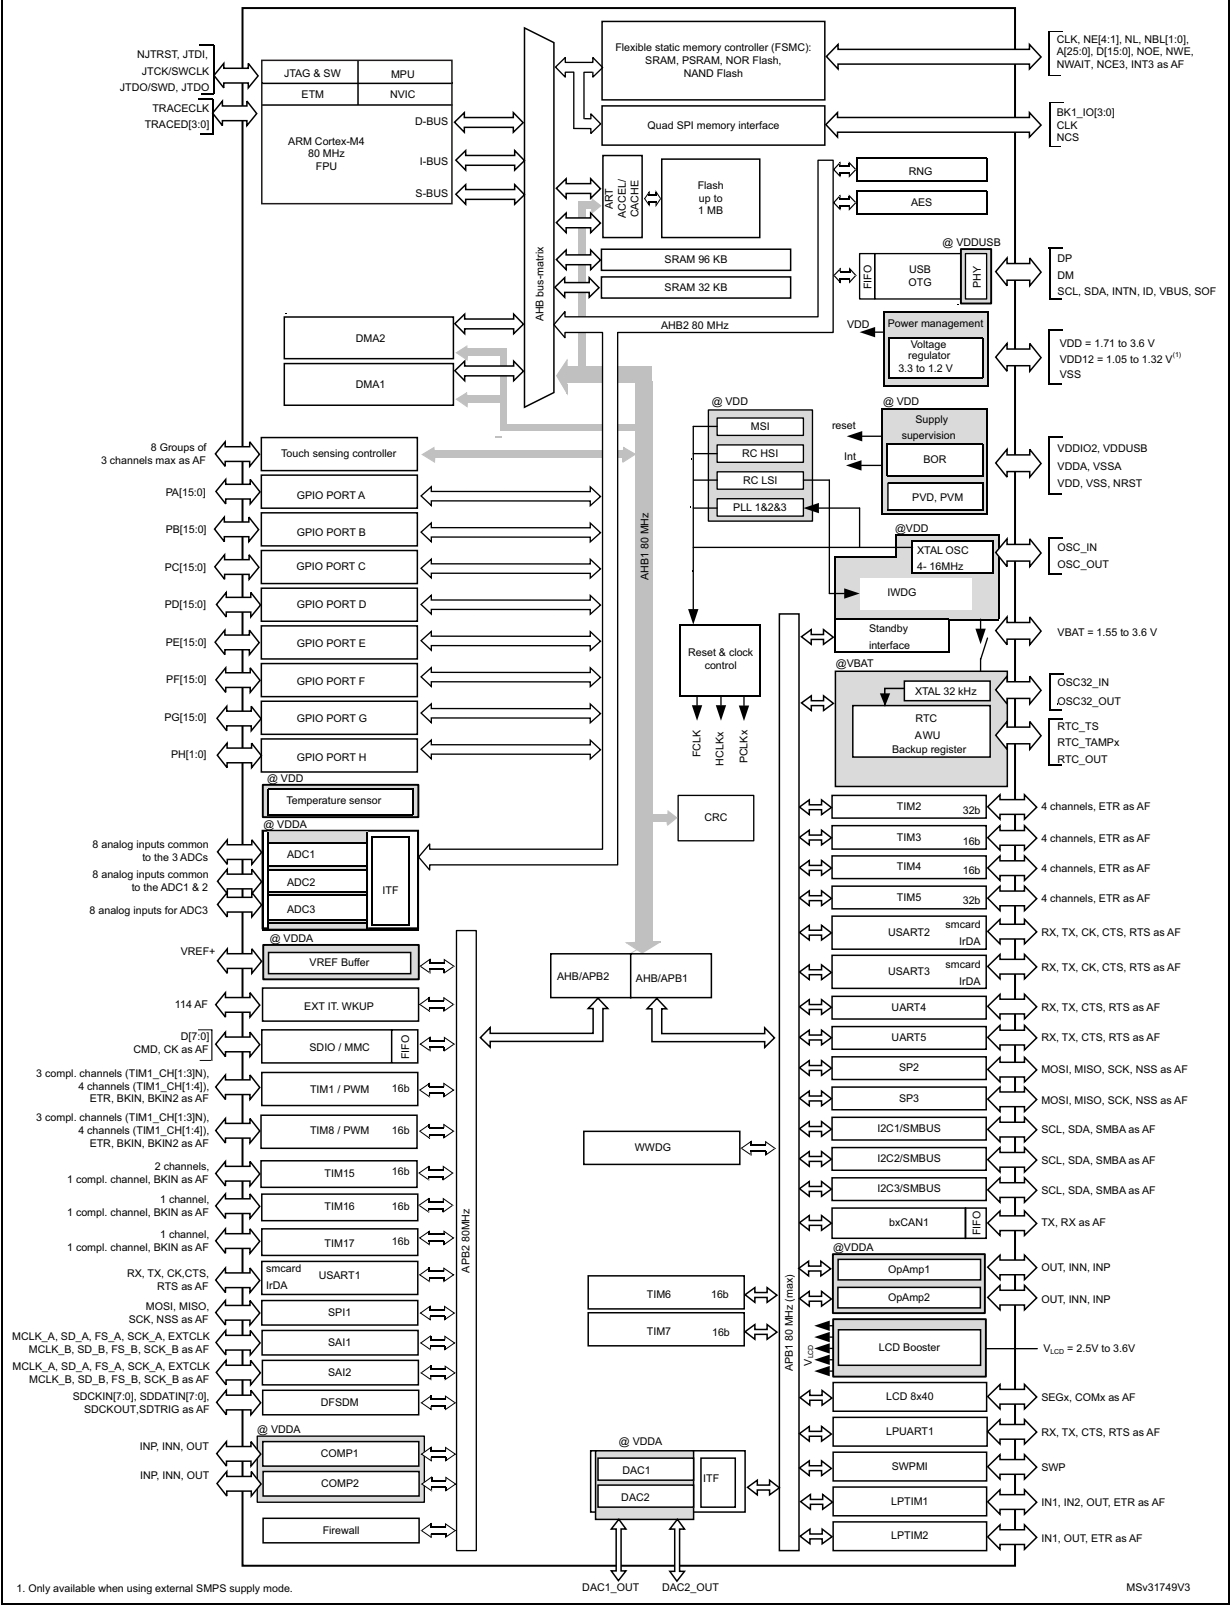 NJTRST, JTDI,
JTCK/SWCLK
JTDO/SWD, JTDO
TRACECLK
TRACED[3:0]
JTAG & SW
MPU
ETM
NVIC
ARM Cortex-M4
80 MHz
FPU
D-BUS
I-BUS
S-BUS
AHB bus-matrix
Flexible static memory controller (FSMC):
SRAM, PSRAM, NOR Flash,
NAND Flash
CLK, NE[4:1], NL, NBL[1:0],
A[25:0], D[15:0], NOE, NWE,
NWAIT, NCE3, INT3 as AF
Quad SPI memory interface
BK1_IO[3:0]
CLK
NCS
ART
ACCEL/
CACHE
Flash
up to
1 MB
RNG
AES
SRAM 96 KB
SRAM 32 KB
@ VDDUSB
FIFO
USB
OTG
PHY
DP
DM
SCL, SDA, INTN, ID, VBUS, SOF
DMA2
DMA1
AHB2 80 MHz
VDD
Power management
Voltage
regulator
3.3 to 1.2 V
VDD = 1.71 to 3.6 V
VDD12 = 1.05 to 1.32 V(1)
VSS
@ VDD
MSI
RC HSI
RC LSI
PLL 1&2&3
@ VDD
reset
Int
Supply
supervision
BOR
PVD, PVM
VDDIO2, VDDUSB
VDDA, VSSA
VDD, VSS, NRST
8 Groups of
3 channels max as AF
Touch sensing controller
PA[15:0]
GPIO PORT A
PB[15:0]
GPIO PORT B
PC[15:0]
GPIO PORT C
PD[15:0]
GPIO PORT D
PE[15:0]
GPIO PORT E
PF[15:0]
GPIO PORT F
PG[15:0]
GPIO PORT G
PH[1:0]
GPIO PORT H
AHB1 80 MHz
@VDD
XTAL OSC
4- 16MHz
IWDG
OSC_IN
OSC_OUT
Standby
interface
VBAT = 1.55 to 3.6 V
Reset & clock
control
FCLK
HCLKx
PCLKx
@VBAT
XTAL 32 kHz
RTC
AWU
Backup register
OSC32_IN
OSC32_OUT
RTC_TS
RTC_TAMPx
RTC_OUT
@ VDD
Temperature sensor
@ VDDA
8 analog inputs common
to the 3 ADCs
8 analog inputs common
to the ADC1 & 2
8 analog inputs for ADC3
ADC1
ADC2
ADC3
ITF
CRC
@ VDDA
VREF+
VREF Buffer
114 AF
EXT IT. WKUP
D[7:0]
CMD, CK as AF
SDIO / MMC
FIFO
3 compl. channels (TIM1_CH[1:3]N),
4 channels (TIM1_CH[1:4]),
ETR, BKIN, BKIN2 as AF
TIM1 / PWM
16b
3 compl. channels (TIM1_CH[1:3]N),
4 channels (TIM1_CH[1:4]),
ETR, BKIN, BKIN2 as AF
TIM8 / PWM
16b
2 channels,
1 compl. channel, BKIN as AF
TIM15
16b
1 channel,
1 compl. channel, BKIN as AF
TIM16
16b
1 channel,
1 compl. channel, BKIN as AF
TIM17
16b
RX, TX, CK,CTS,
RTS as AF
smcard
IrDA
USART1
MOSI, MISO,
SCK, NSS as AF
SPI1
MCLK_A, SD_A, FS_A, SCK_A, EXTCLK
MCLK_B, SD_B, FS_B, SCK_B as AF
SAI1
MCLK_A, SD_A, FS_A, SCK_A, EXTCLK
MCLK_B, SD_B, FS_B, SCK_B as AF
SAI2
SDCKIN[7:0], SDDATIN[7:0],
SDCKOUT,SDTRIG as AF
DFSDM
@ VDDA
INP, INN, OUT
COMP1
INP, INN, OUT
COMP2
Firewall
APB2 80MHz
AHB/APB2
AHB/APB1
WWDG
TIM6
16b
TIM7
16b
@ VDDA
DAC1
DAC2
ITF
DAC1_OUT
DAC2_OUT
APB1 80 MHz (max)
TIM2
32b
4 channels, ETR as AF
TIM3
16b
4 channels, ETR as AF
TIM4
16b
4 channels, ETR as AF
TIM5
32b
4 channels, ETR as AF
USART2
smcard
IrDA
RX, TX, CK, CTS, RTS as AF
USART3
smcard
IrDA
RX, TX, CK, CTS, RTS as AF
UART4
RX, TX, CTS, RTS as AF
UART5
RX, TX, CTS, RTS as AF
SP2
MOSI, MISO, SCK, NSS as AF
SP3
MOSI, MISO, SCK, NSS as AF
I2C1/SMBUS
SCL, SDA, SMBA as AF
I2C2/SMBUS
SCL, SDA, SMBA as AF
I2C3/SMBUS
SCL, SDA, SMBA as AF
bxCAN1
FIFO
TX, RX as AF
@VDDA
OpAmp1
OUT, INN, INP
OpAmp2
OUT, INN, INP
VLCD
LCD Booster
VLCD = 2.5V to 3.6V
LCD 8x40
SEGx, COMx as AF
LPUART1
RX, TX, CTS, RTS as AF
SWPMI
SWP
LPTIM1
IN1, IN2, OUT, ETR as AF
LPTIM2
IN1, OUT, ETR as AF
1. Only available when using external SMPS supply mode.
MSv31749V3